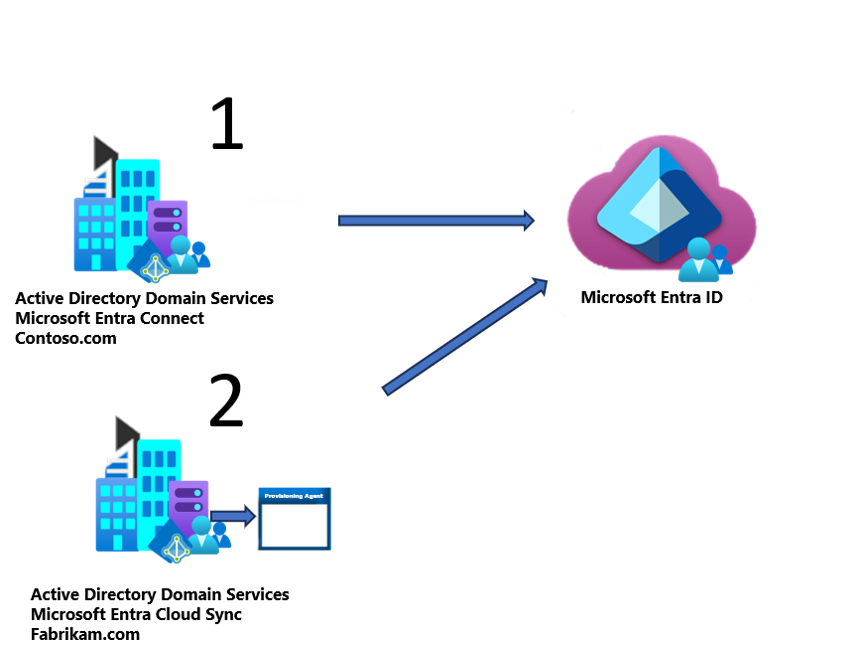 1
Active Directory Domain Services
Microsoft Entra Connect
Contoso.com
Microsoft Entra ID
2
Provisioning Agent
Active Directory Domain Services
Microsoft Entra Cloud Sync
Fabrikam.com